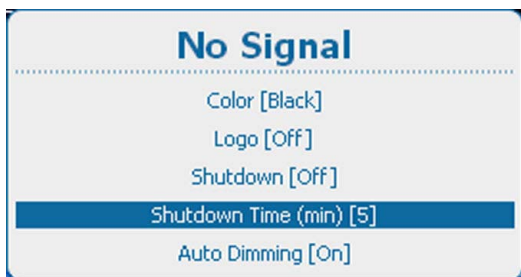 No Signal
Color [Black]
Logo [Off]
Shutdown [Off]
Shutdown Time (min) [5]
Auto Dimming [On]